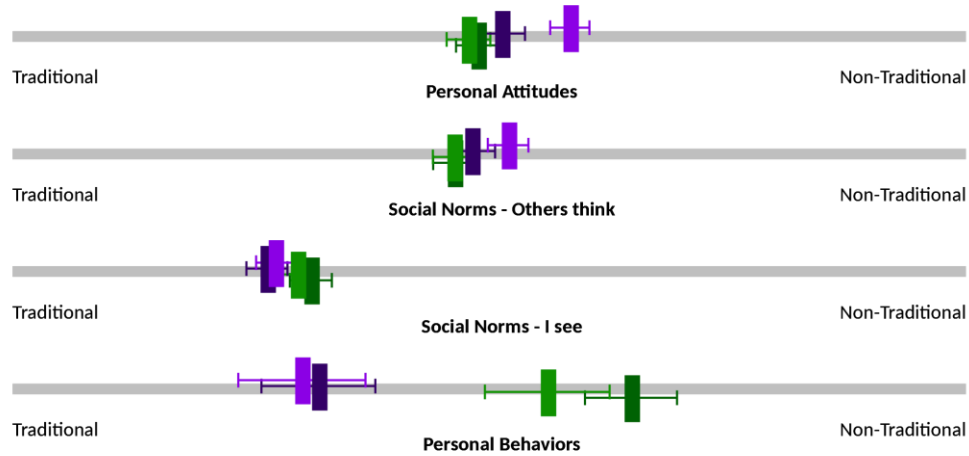 Traditional
Non-Traditional
Personal Attitudes
Traditional
Non-Traditional
Social Norms - Others think
Traditional
Non-Traditional
Social Norms - I see
Traditional
Non-Traditional
Personal Behaviors